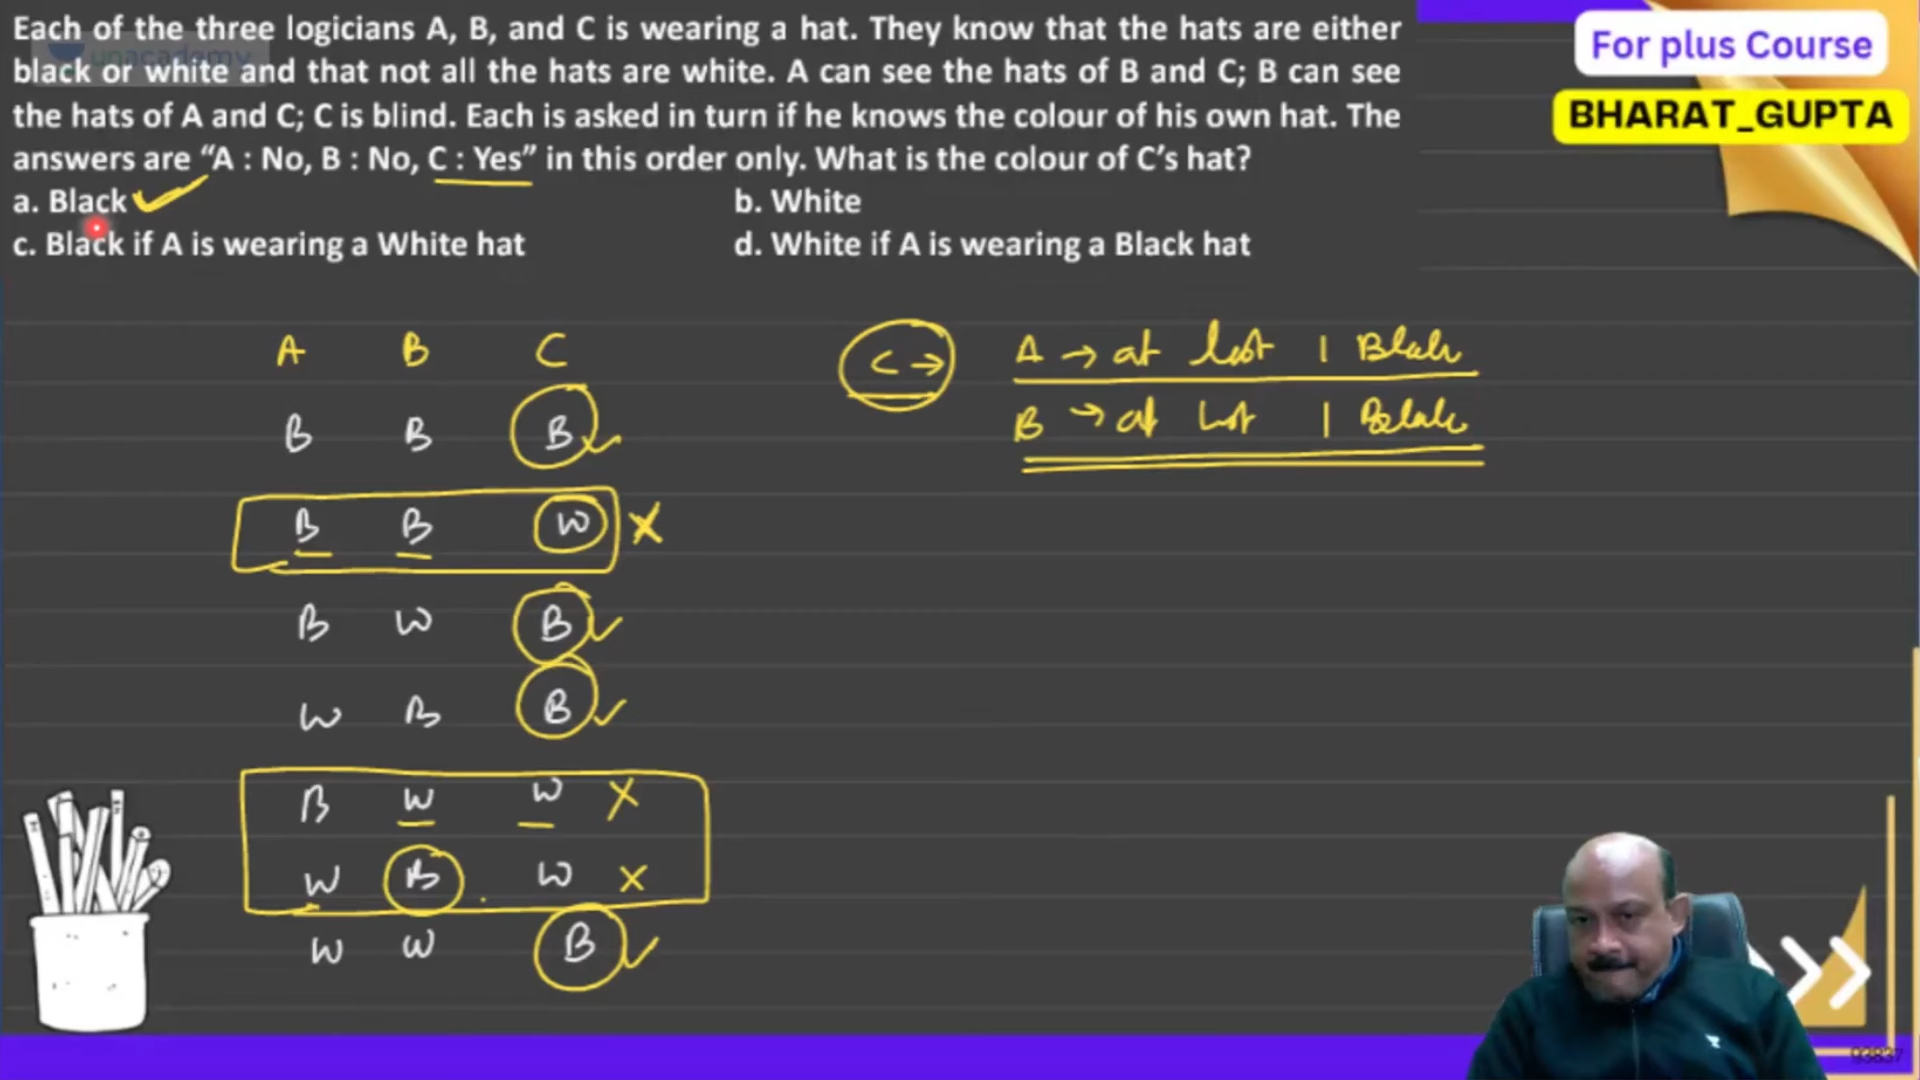 Each of the three logicians A, B, and C is wearing a hat. They know that the hats are either
black or white and that not all the hats are white. A can see the hats of B and C; B can see
the hats of A and C; C is blind. Each is asked in turn if he knows the colour of his own hat. The
answers are “A : No, B : No, C : Yes” in this order only. What is the colour of C’s hat?
a. Black
b. White
c. Black if A is wearing a White hat
d. White if A is wearing a Black hat
unacademy
For plus Course
BHARAT_GUPTA
A B C
B B B
B B W X
B W B
W B B
B W W X
W B W X
W W B
C → A → at lest 1 Black
B → at lest 1 Black
93837